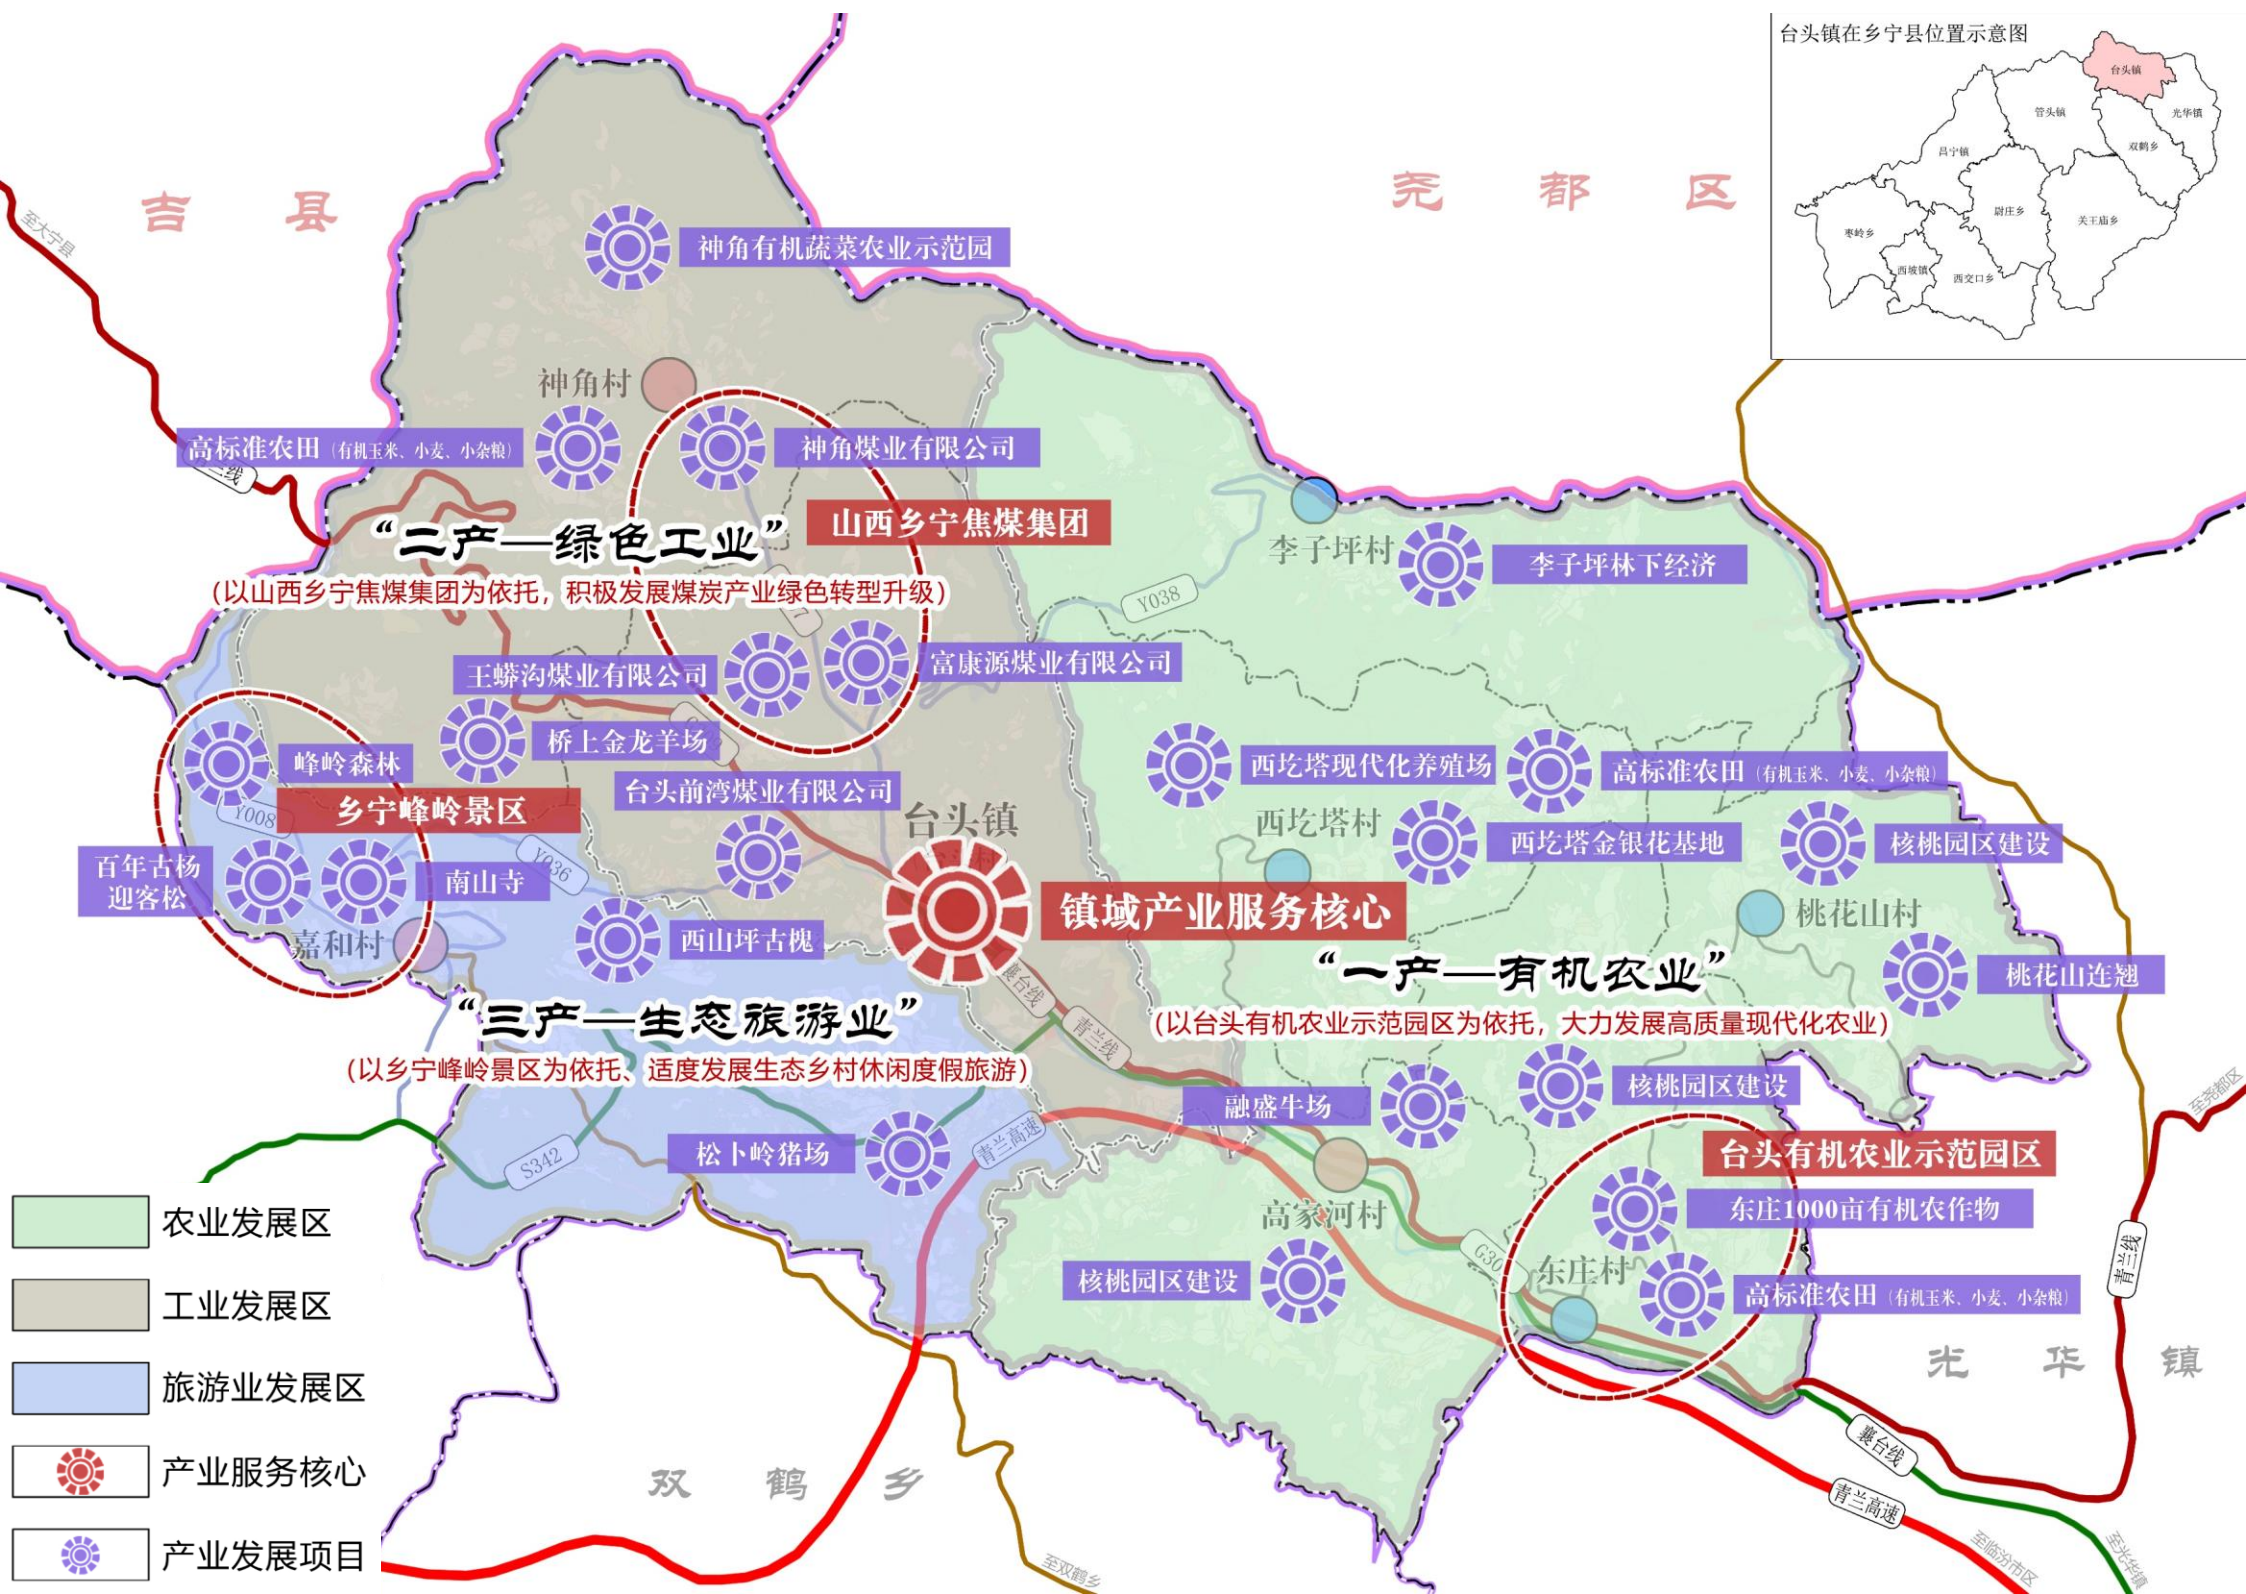 台头镇在乡宁县位置示意图
台头镇
管头镇
光华镇
昌宁镇
双鹤乡
尉庄乡
关王庙乡
枣岭乡
西坡镇
西交口乡
吉县
尧都区
至大宁县
神角有机蔬菜农业示范园
神角村
高标准农田（有机玉米、小麦、小杂粮）
神角煤业有限公司
“二产—绿色工业”
山西乡宁焦煤集团
(以山西乡宁焦煤集团为依托，积极发展煤炭产业绿色转型升级)
李子坪村
李子坪林下经济
Y038
王蟒沟煤业有限公司
富康源煤业有限公司
桥上金龙羊场
峰岭森林
乡宁峰岭景区
Y008
台头前湾煤业有限公司
台头镇
西圪塔现代化养殖场
高标准农田（有机玉米、小麦、小杂粮）
西圪塔村
西圪塔金银花基地
核桃园区建设
百年古杨
迎客松
南山寺
Y036
嘉和村
西山坪古槐
镇域产业服务核心
桃花山村
桃花山连翘
“一产—有机农业”
(以台头有机农业示范园区为依托，大力发展高质量现代化农业)
“三产—生态旅游业”
(以乡宁峰岭景区为依托、适度发展生态乡村休闲度假旅游)
襄台线
青兰线
融盛牛场
核桃园区建设
至尧都区
松卜岭猪场
青兰高速
S342
台头有机农业示范园区
东庄1000亩有机农作物
高家河村
核桃园区建设
G30
东庄村
高标准农田（有机玉米、小麦、小杂粮）
青兰线
光华镇
双鹤乡
襄台线
青兰高速
至双鹤乡
至临汾市区
至光华镇
农业发展区
工业发展区
旅游业发展区
产业服务核心
产业发展项目